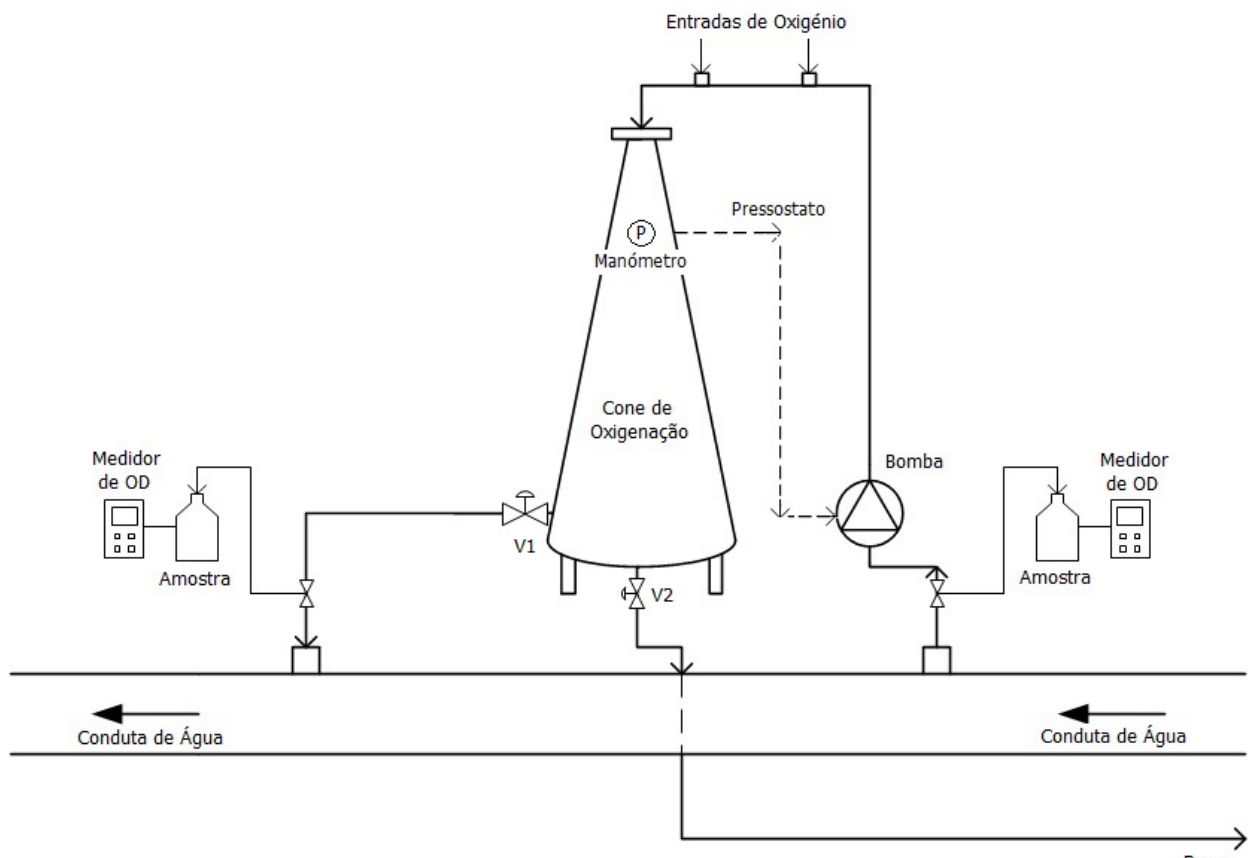 Entradas de Oxigénio
Pressostato
P
Manómetro
Cone de
Oxigenação
Bomba
Medidor
de OD
Medidor
de OD
V1
Amostra
Amostra
V2
Conduta de Água
Conduta de Água